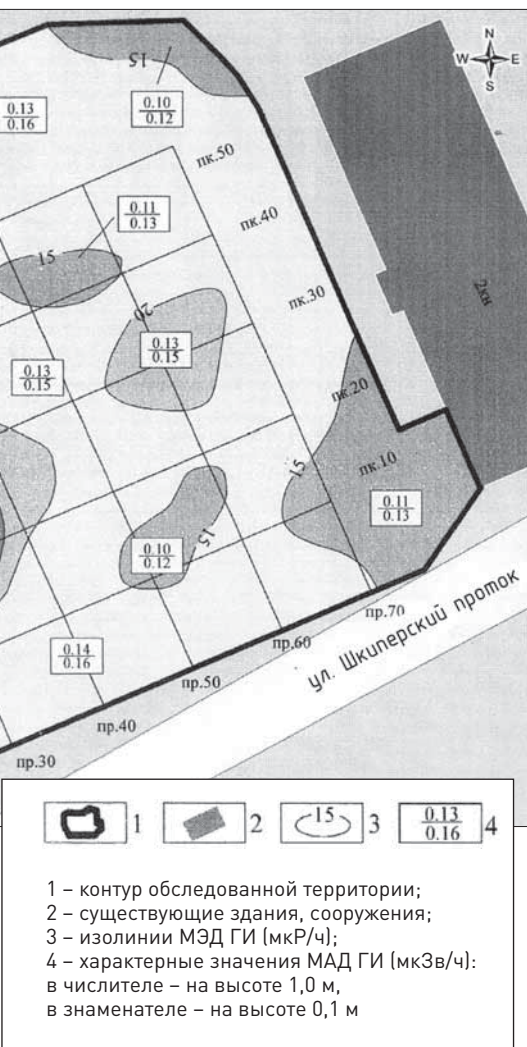 N
W E
S
15
0.13
0.16
0.10
0.12
пк.50
0.11
0.13
пк.40
15
пк.30
20
0.13
0.15
0.13
0.15
пк.20
15
пк.10
0.11
0.13
15
0.10
0.12
2кн
пр.70
ул. Шкиперский проток
0.14
0.16
пр.60
пр.50
пр.40
пр.30
1
2
15 3
0.13
0.16 4
1 – контур обследованной территории;
2 – существующие здания, сооружения;
3 – изолинии МЭД ГИ (мкР/ч);
4 – характерные значения МАД ГИ (мкЗв/ч):
в числителе – на высоте 1,0 м,
в знаменателе – на высоте 0,1 м